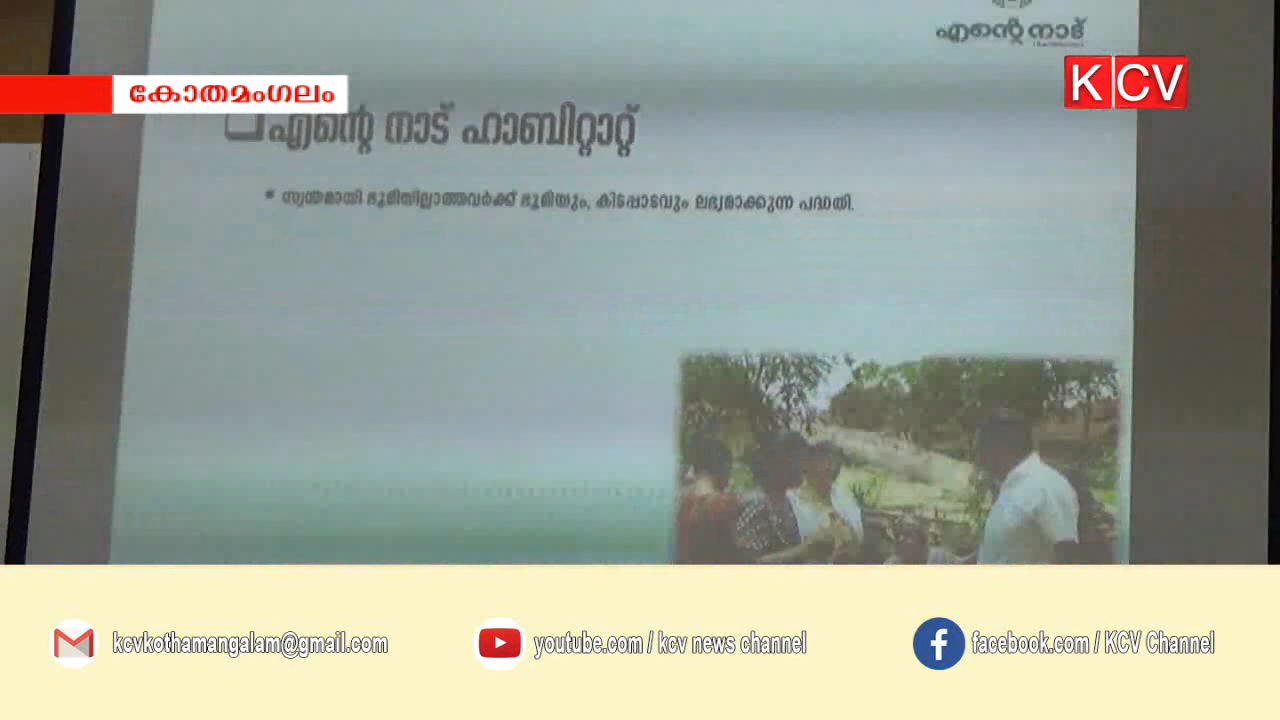 എന്റെ നാട്
KCV
കോതമംഗലം
എന്റെ നാട് ഹാബിറ്റാറ്റ്
* സ്വന്തമായി ഭൂമിയില്ലാത്തവർക്ക് ഭൂമിയും, കിടപ്പാടവും ലഭ്യമാക്കുന്ന പദ്ധതി.
kcvkothamangalam@gmail.com
youtube.com / kcv news channel
facebook.com / KCV Channel